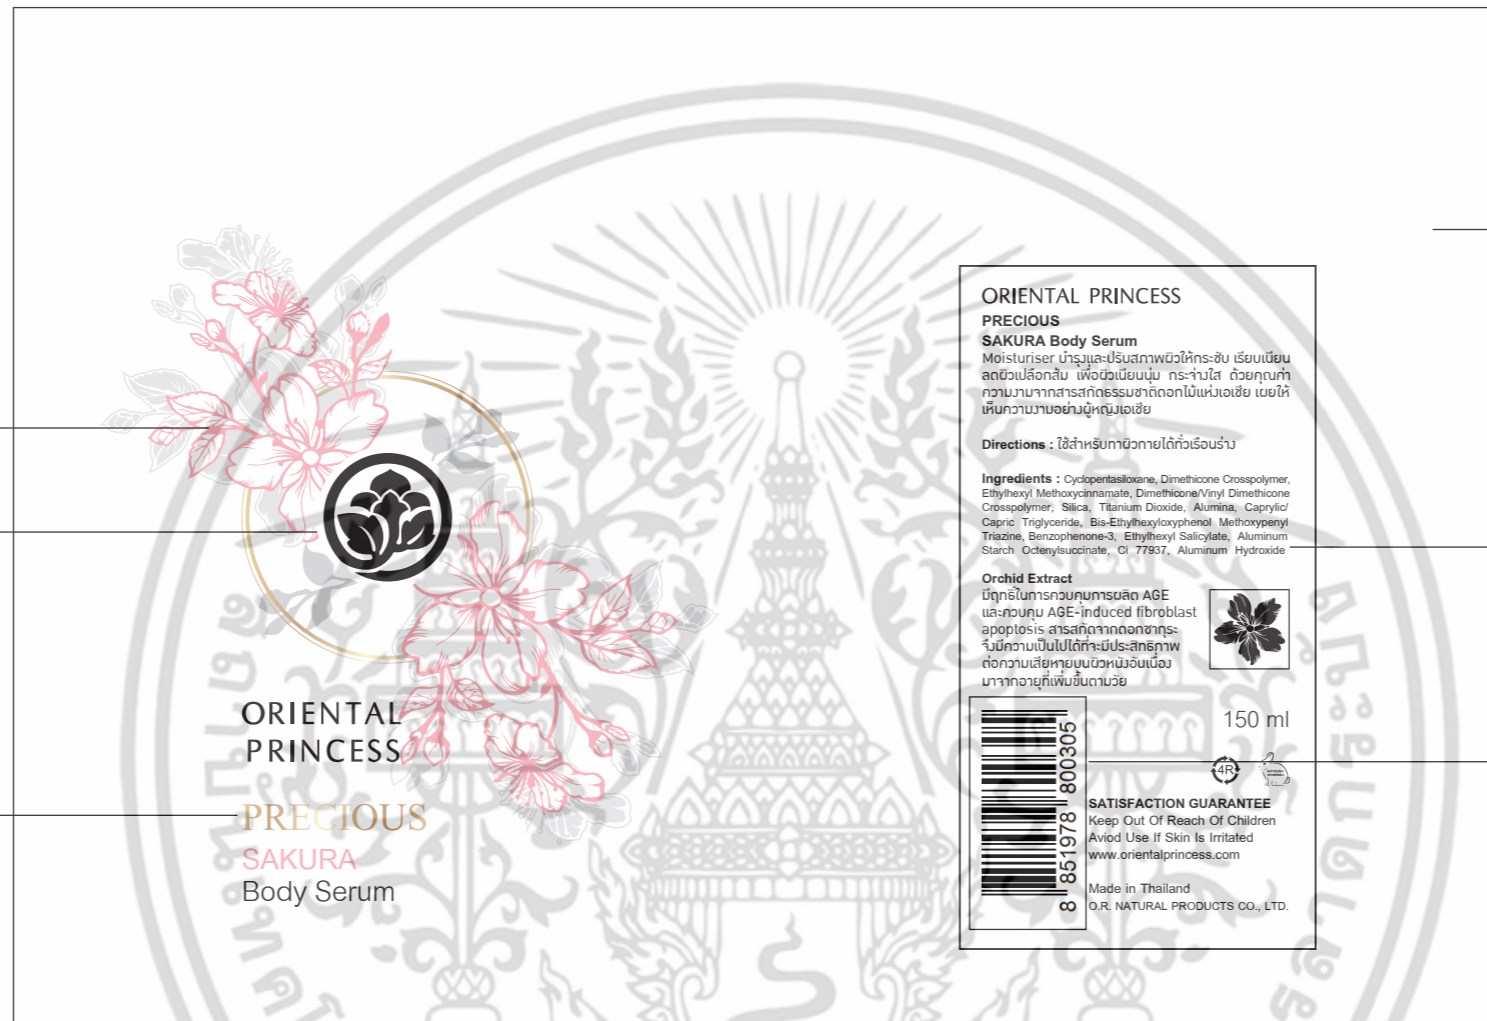 ORIENTAL
PRINCESS
PRECIOUS
SAKURA
Body Serum
ORIENTAL PRINCESS
PRECIOUS
SAKURA Body Serum
Moisturiser บำรุงและปรับสภาพผิวให้กระชับ เรียบเนียน
ลดผิวเปลือกส้ม เพื่อผิวเนียนนุ่ม กระจ่างใส ด้วยคุณค่า
ความงามจากสารสกัดธรรมชาติดอกไม้แห่งเอเชีย เผยให้
เห็นความงามอย่างผู้หญิงเอเชีย
Directions : ใช้สำหรับทาผิวกายได้ทั่วเรือนร่าง
Ingredients : Cyclopentasiloxane, Dimethicone Crosspolymer,
Ethylhexyl Methoxycinnamate, Dimethicone/Vinyl Dimethicone
Crosspolymer, Silica, Titanium Dioxide, Alumina, Caprylic/
Capric Triglyceride, Bis-Ethylhexyloxyphenol Methoxypenyl
Triazine, Benzophenone-3, Ethylhexyl Salicylate, Aluminum
Starch Octenylsuccinate, Ci 77937, Aluminum Hydroxide
Orchid Extract
มีฤทธิ์ในการควบคุมการผลิต AGE
และควบคุม AGE-induced fibroblast
apoptosis สารสกัดจากดอกซากุระ
จึงมีความเป็นไปได้ที่จะมีประสิทธิภาพ
ต่อความเสียหายบนผิวหนังอันเนื่อง
มาจากอายุที่เพิ่มขึ้นตามวัย
8 851978 800305
150 ml
4R
SATISFACTION GUARANTEE
Keep Out Of Reach Of Children
Aviod Use If Skin Is Irritated
www.orientalprincess.com
Made in Thailand
O.R. NATURAL PRODUCTS CO., LTD.